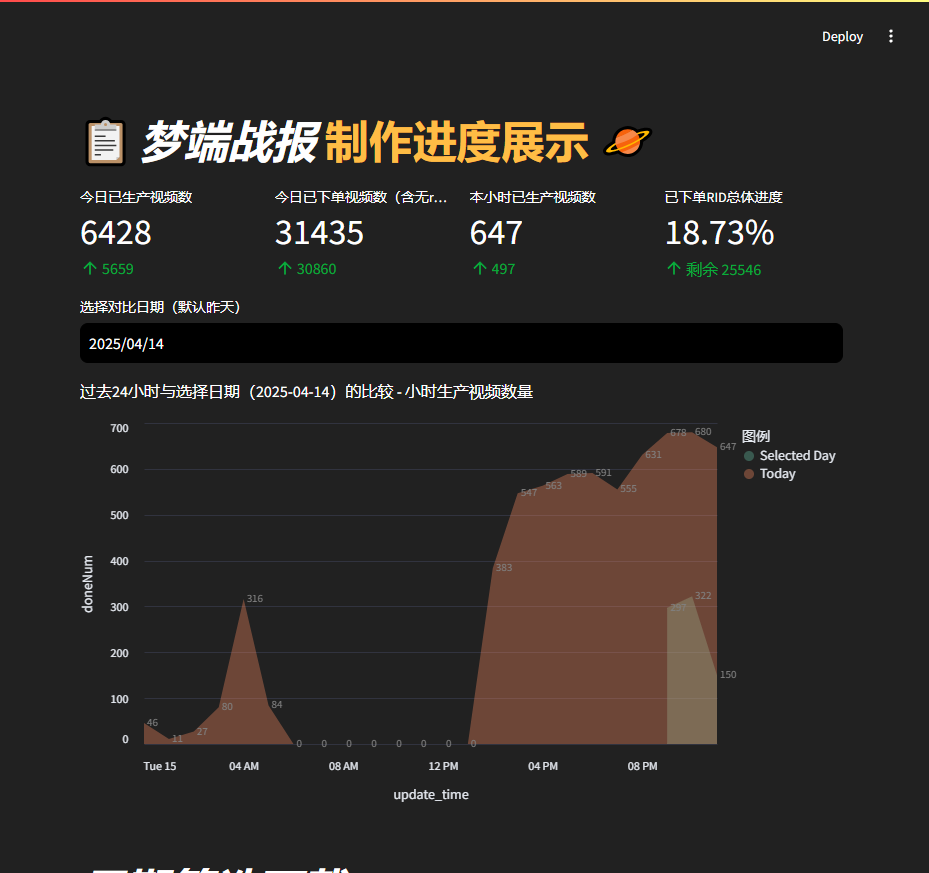 Deploy
梦端战报 制作进度展示
今日已生产视频数
6428
↑ 5659
今日已下单视频数（含无r...
31435
↑ 30860
本小时已生产视频数
647
↑ 497
已下单RID总体进度
18.73%
↑ 剩余 25546
选择对比日期（默认昨天）
2025/04/14
过去24小时与选择日期（2025-04-14）的比较 - 小时生产视频数量
图例
Selected Day
Today
doneNum
700
600
500
400
300
200
100
0
46
11
27
80
316
84
0
0
0
0
0
0
0
0
383
547
563
589
591
555
631
678
680
647
297
322
150
Tue 15
04 AM
08 AM
12 PM
04 PM
08 PM
update_time